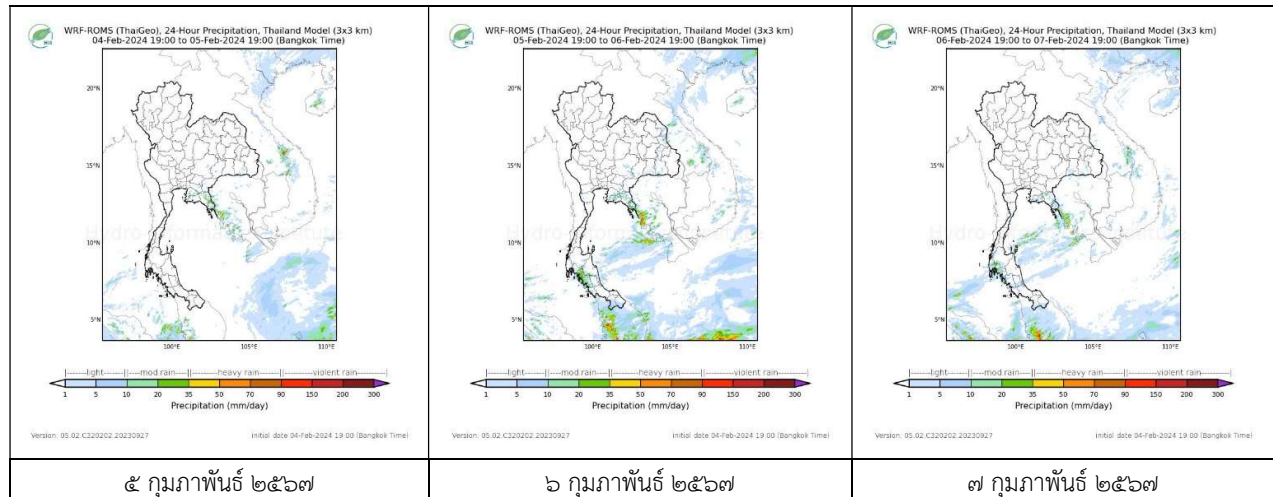 WRF-ROMS (ThaiGeo), 24-Hour Precipitation, Thailand Model (3x3 km)
04-Feb-2024 19:00 to 05-Feb-2024 19:00 (Bangkok Time)
20°N
15°N
10°N
5°N
100°E 105°E 110°E
|--------light--------||----mod rain----||--------heavy rain--------||--------violent rain--------|
1 5 10 20 35 50 70 90 150 200 300
Precipitation (mm/day)
Version: 05.02.C320202.20230927 initial date 04-Feb-2024 19:00 (Bangkok Time)
๕ กุมภาพันธ์ ๒๕๖๗
WRF-ROMS (ThaiGeo), 24-Hour Precipitation, Thailand Model (3x3 km)
05-Feb-2024 19:00 to 06-Feb-2024 19:00 (Bangkok Time)
20°N
15°N
10°N
5°N
100°E 105°E 110°E
|--------light--------||----mod rain----||--------heavy rain--------||--------violent rain--------|
1 5 10 20 35 50 70 90 150 200 300
Precipitation (mm/day)
Version: 05.02.C320202.20230927 initial date 04-Feb-2024 19:00 (Bangkok Time)
๖ กุมภาพันธ์ ๒๕๖๗
WRF-ROMS (ThaiGeo), 24-Hour Precipitation, Thailand Model (3x3 km)
06-Feb-2024 19:00 to 07-Feb-2024 19:00 (Bangkok Time)
20°N
15°N
10°N
5°N
100°E 105°E 110°E
|--------light--------||----mod rain----||--------heavy rain--------||--------violent rain--------|
1 5 10 20 35 50 70 90 150 200 300
Precipitation (mm/day)
Version: 05.02.C320202.20230927 initial date 04-Feb-2024 19:00 (Bangkok Time)
๗ กุมภาพันธ์ ๒๕๖๗